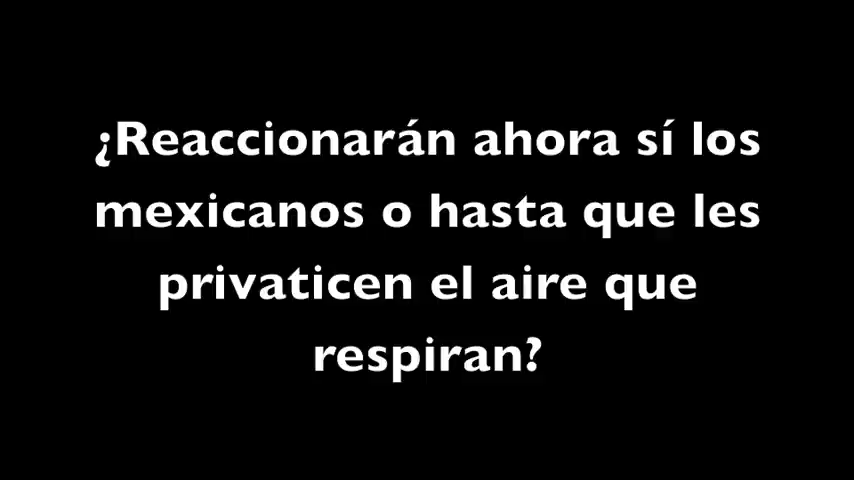 ¿Reaccionarán ahora sí los
mexicanos o hasta que les
privaticen el aire que
respiran?